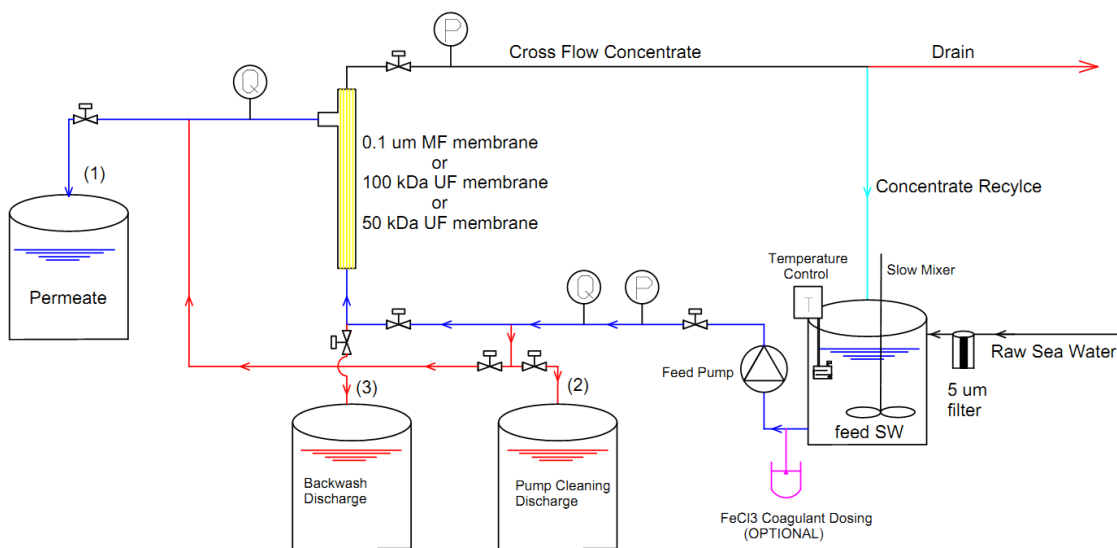 P
Cross Flow Concentrate
Drain
Q
0.1 um MF membrane
or
100 kDa UF membrane
or
50 kDa UF membrane
(1)
Permeate
Concentrate Recylce
Temperature
Control
T
Slow Mixer
Q
P
Raw Sea Water
5 um
filter
Feed Pump
feed SW
(3)
(2)
Backwash
Discharge
Pump Cleaning
Discharge
FeCl3 Coagulant Dosing
(OPTIONAL)